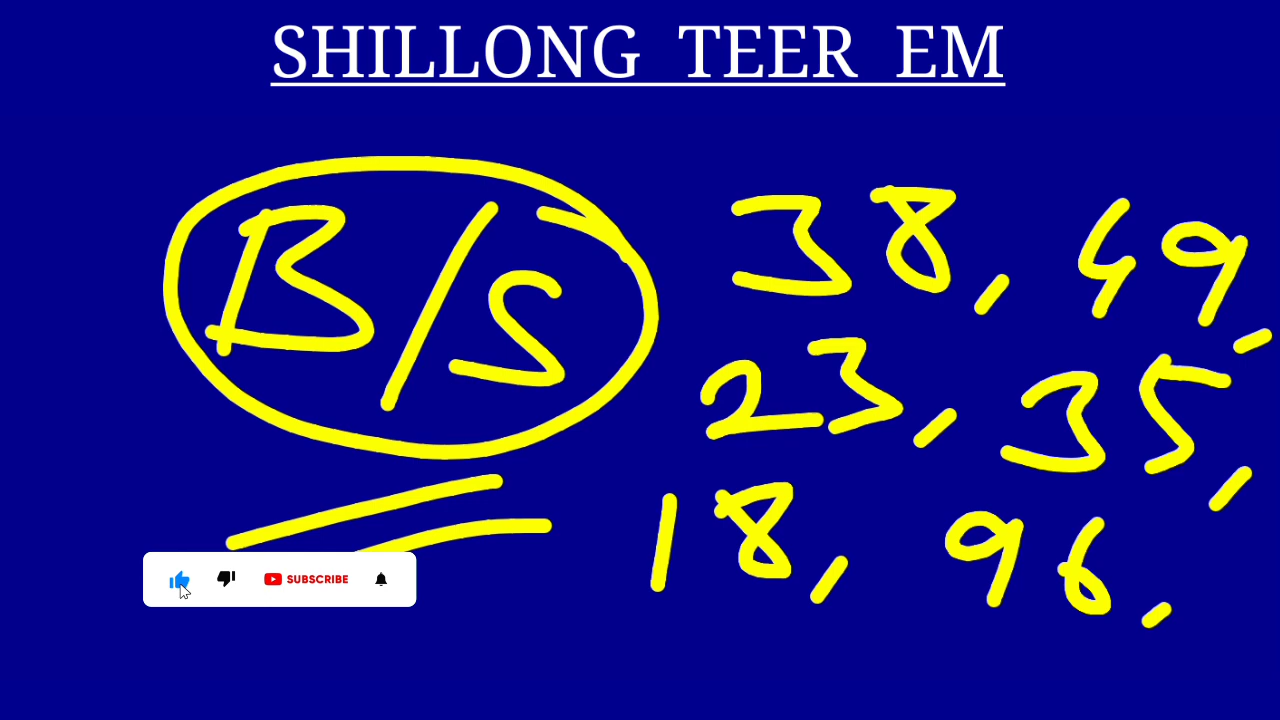 SHILLONG TEER EM
B/S
38, 49,
23, 35,
18, 96,
SUBSCRIBE